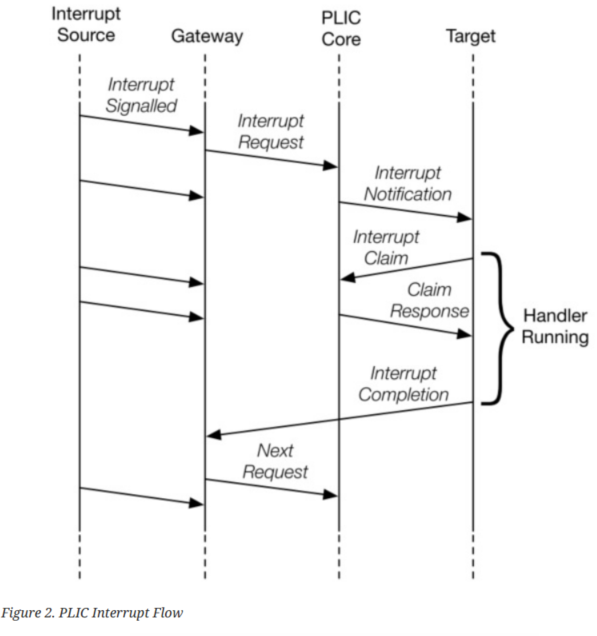 Interrupt
Source
Gateway
PLIC
Core
Target
Interrupt
Signalled
Interrupt
Request
Interrupt
Notification
Interrupt
Claim
Claim
Response
Handler
Running
Interrupt
Completion
Next
Request
Figure 2. PLIC Interrupt Flow